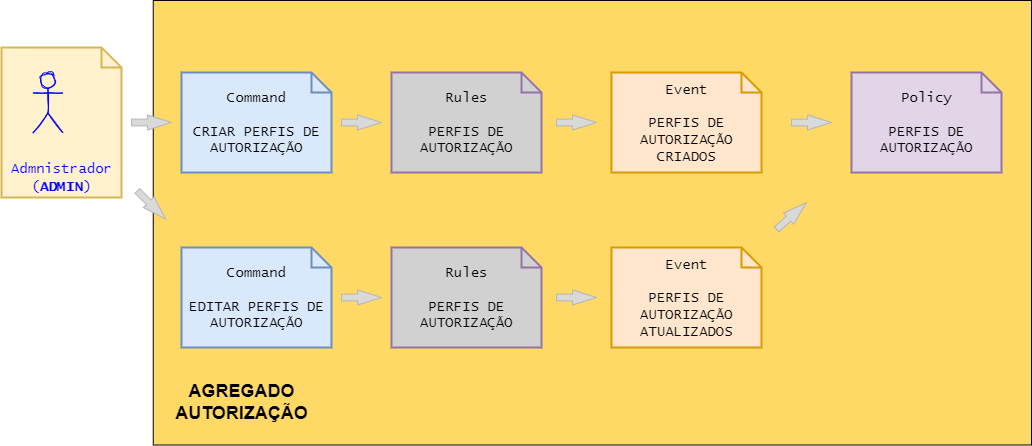 Admnistrador
(ADMIN)
Command
CRIAR PERFIS DE
AUTORIZAÇÃO
Rules
PERFIS DE
AUTORIZAÇÃO
Event
PERFIS DE
AUTORIZAÇÃO
CRIADOS
Policy
PERFIS DE
AUTORIZAÇÃO
Command
EDITAR PERFIS DE
AUTORIZAÇÃO
Rules
PERFIS DE
AUTORIZAÇÃO
Event
PERFIS DE
AUTORIZAÇÃO
ATUALIZADOS
AGREGADO
AUTORIZAÇÃO